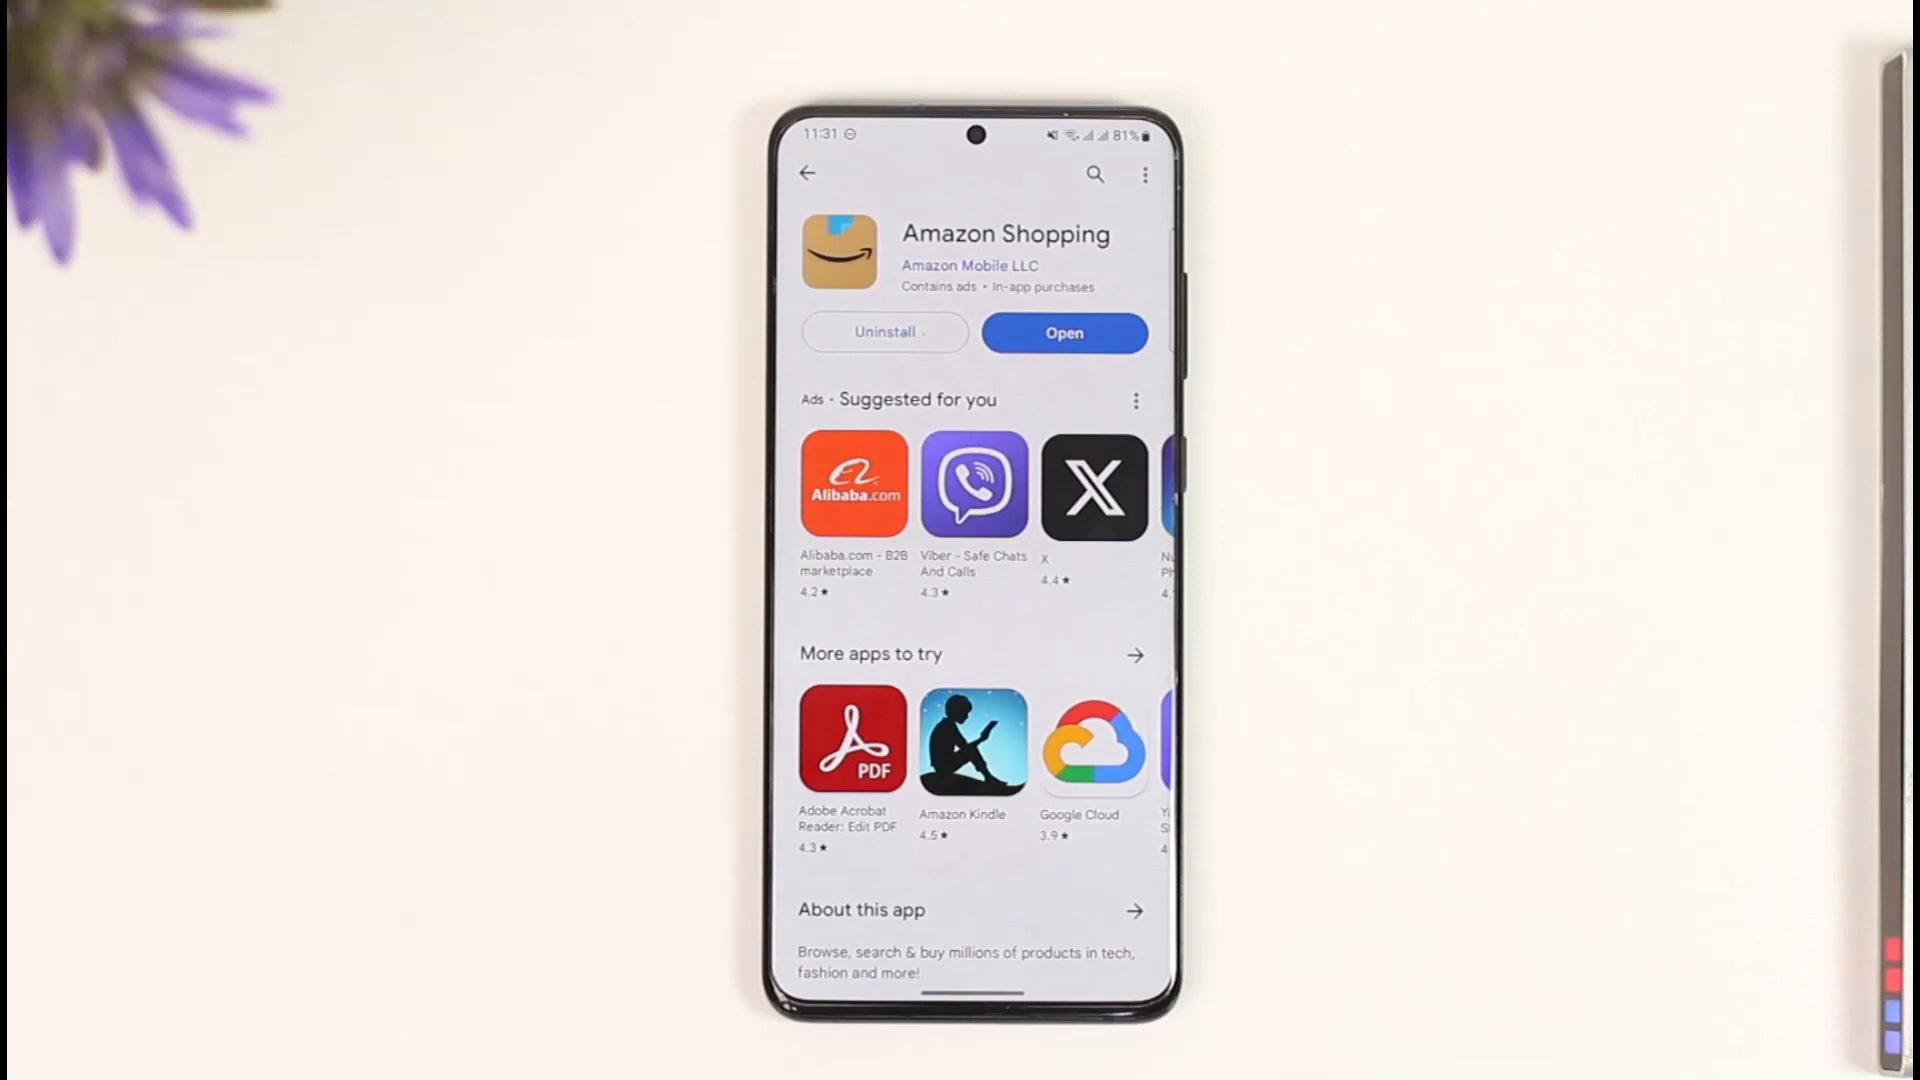 11:31
81%
Amazon Shopping
Amazon Mobile LLC
Contains ads • In-app purchases
Uninstall
Open
Ads • Suggested for you
Alibaba.com
Alibaba.com - B2B marketplace
4.2★
Viber - Safe Chats And Calls
4.3★
X
4.4★
More apps to try
PDF
Adobe Acrobat Reader: Edit PDF
4.3★
Amazon Kindle
4.5★
Google Cloud
3.9★
About this app
Browse, search & buy millions of products in tech,
fashion and more!